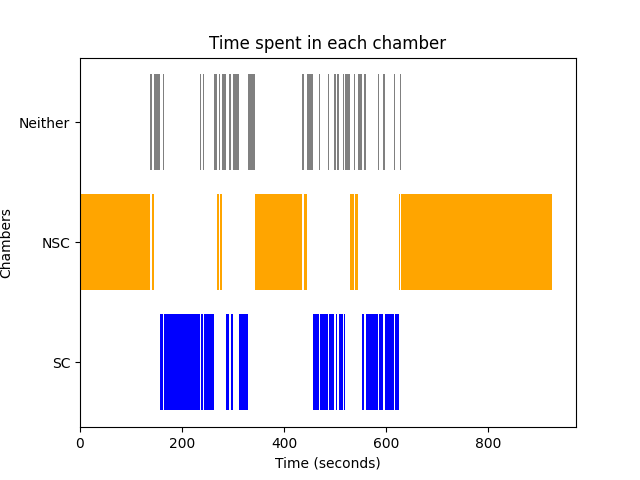 Time spent in each chamber
Neither
NSC
SC
Chambers
0 200 400 600 800
Time (seconds)